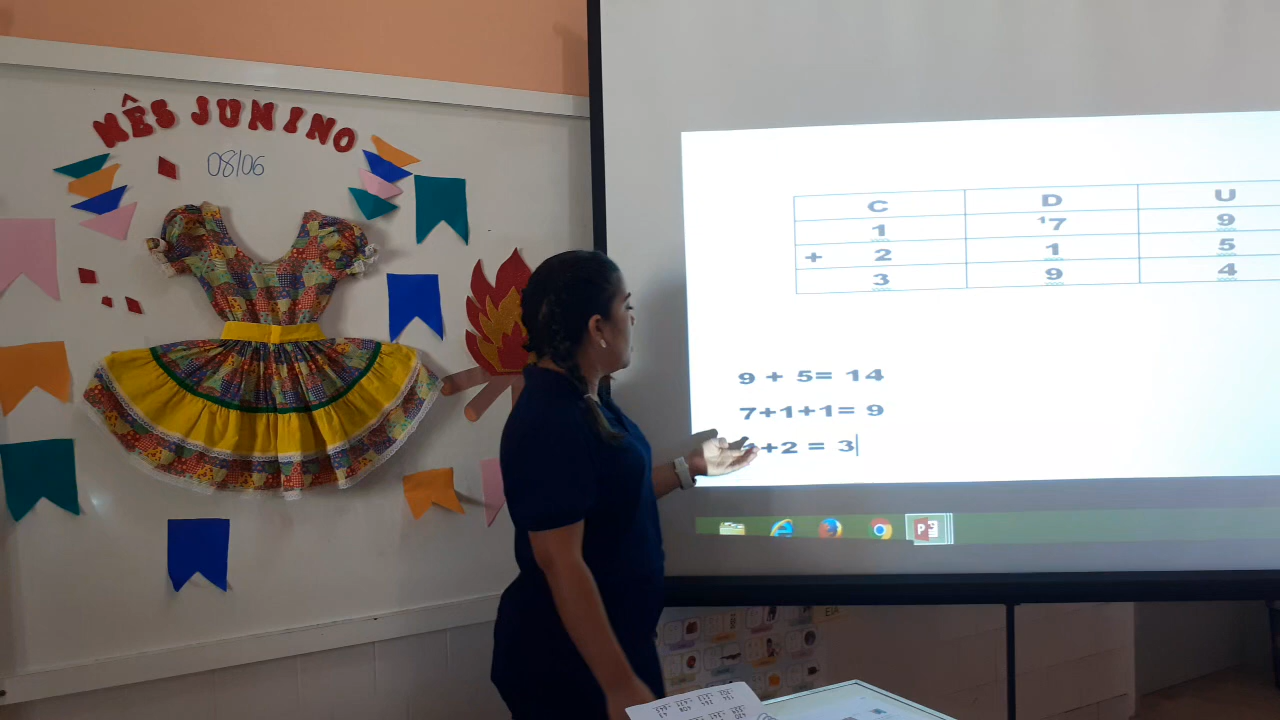 MÊS JUNINO
08/06
C D U
1 ¹7 9
+ 2 1 5
3 9 4
9 + 5= 14
7+1+1= 9
+2 = 3